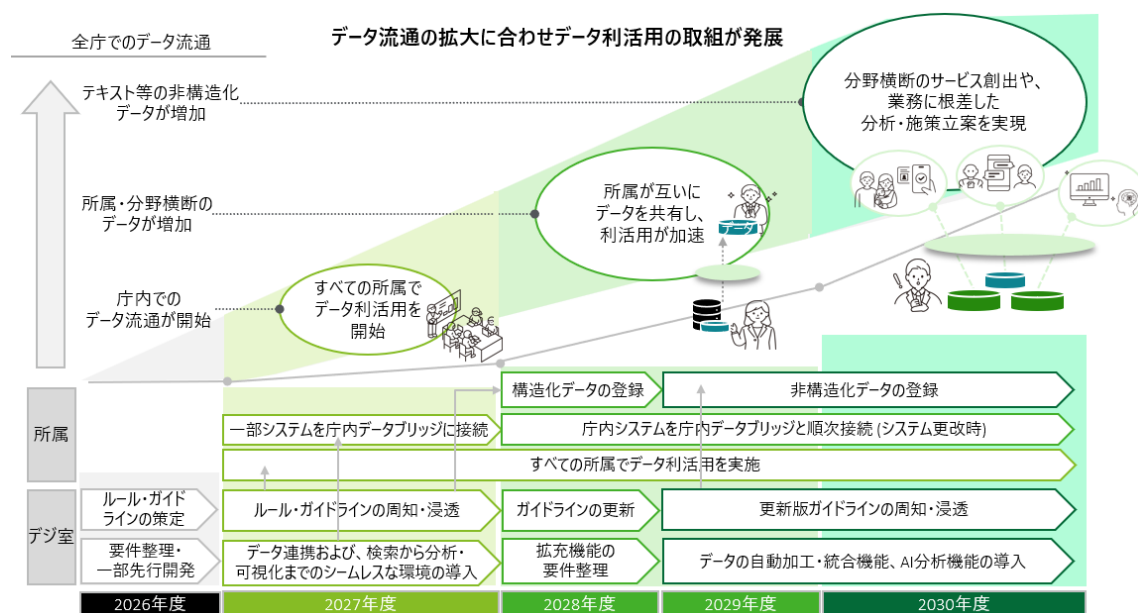 全庁でのデータ流通
データ流通の拡大に合わせデータ利活用の取組が発展
テキスト等の非構造化
データが増加
分野横断のサービス創出や、
業務に根差した
分析・施策立案を実現
所属・分野横断の
データが増加
所属が互いに
データを共有し、
利活用が加速
データ
庁内での
データ流通が開始
すべての所属で
データ利活用を
開始
所属
構造化データの登録
非構造化データの登録
一部システムを庁内データブリッジに接続
庁内システムを庁内データブリッジと順次接続 (システム更改時)
すべての所属でデータ利活用を実施
デジ室
ルール・ガイド
ラインの策定
ルール・ガイドラインの周知・浸透
ガイドラインの更新
更新版ガイドラインの周知・浸透
要件整理・
一部先行開発
データ連携および、検索から分析・
可視化までのシームレスな環境の導入
拡充機能の
要件整理
データの自動加工・統合機能、AI分析機能の導入
2026年度
2027年度
2028年度
2029年度
2030年度